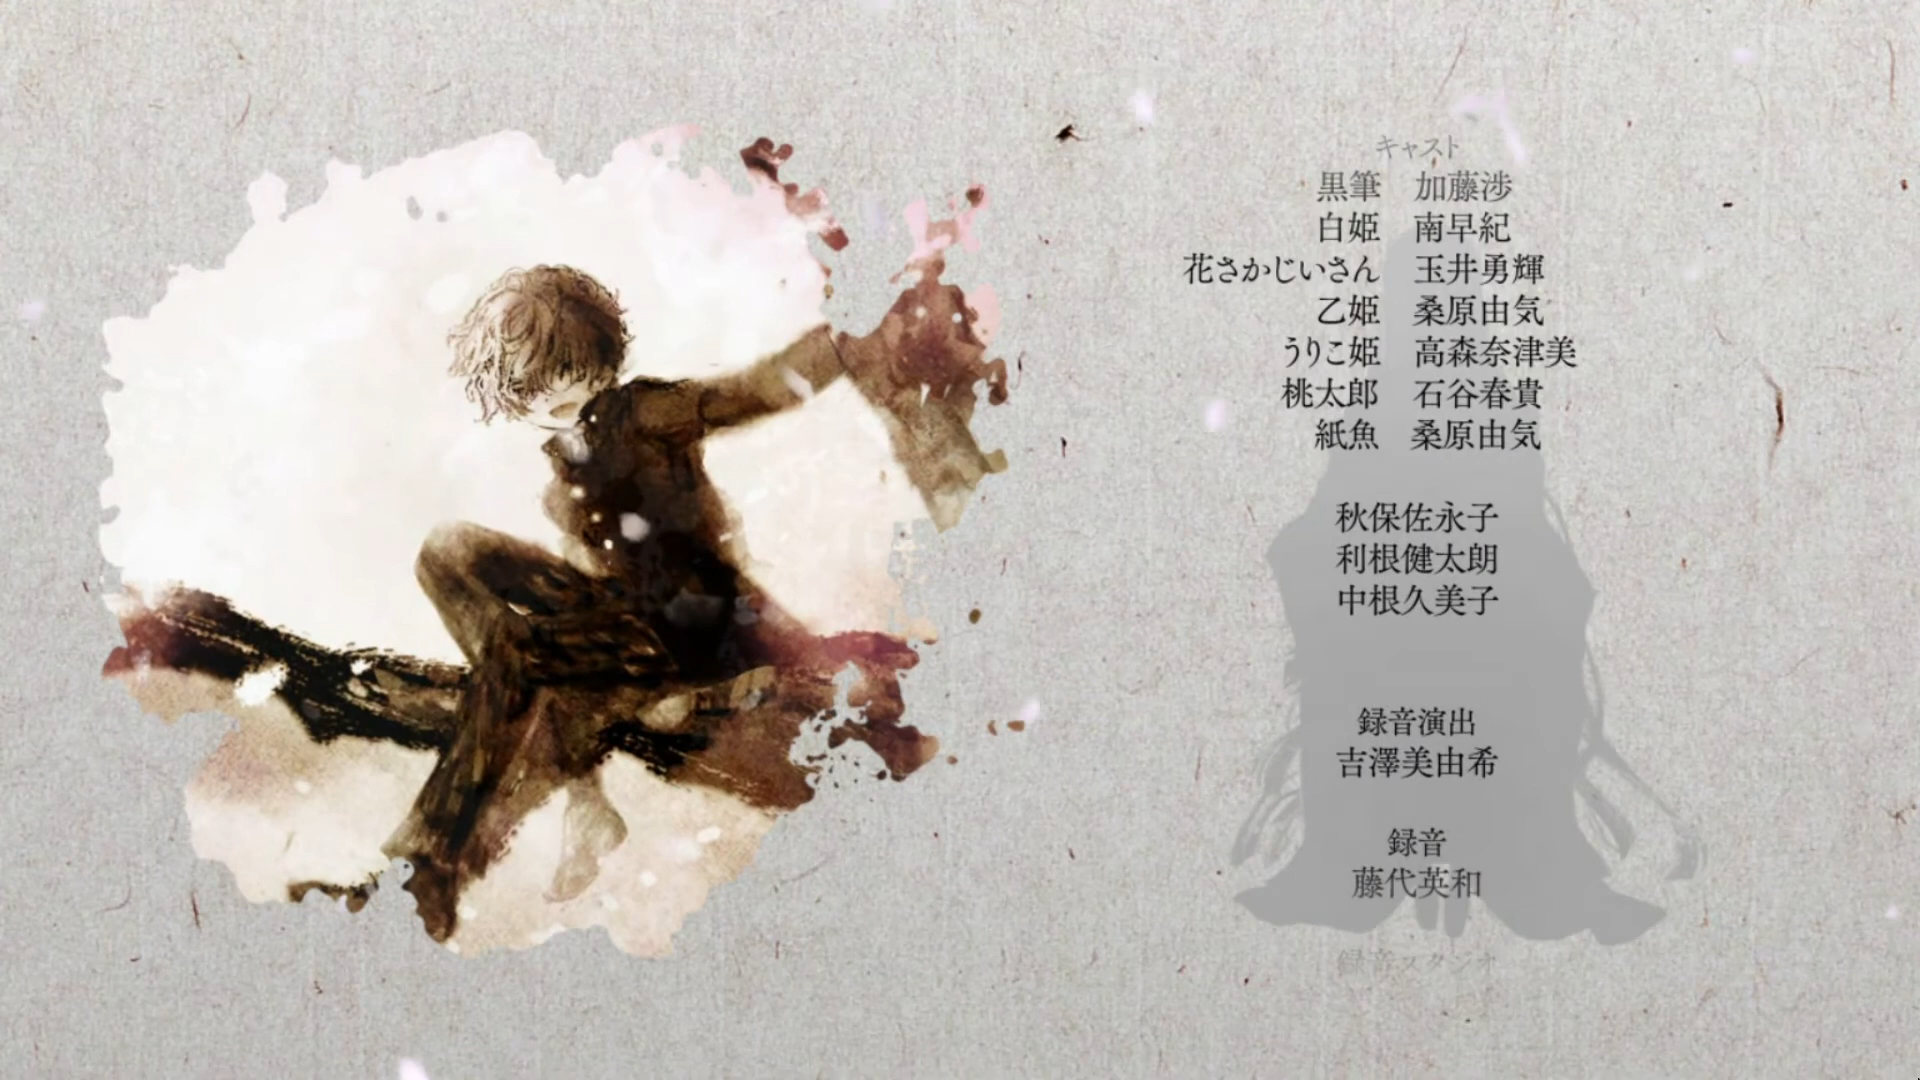 キャスト
黒筆　加藤渉
白姫　南早紀
花さかじいさん　玉井勇輝
乙姫　桑原由気
うりこ姫　高森奈津美
桃太郎　石谷春貴
紙魚　桑原由気
秋保佐永子
利根健太朗
中根久美子
録音演出
吉澤美由希
録音
藤代英和
録音スタジオ